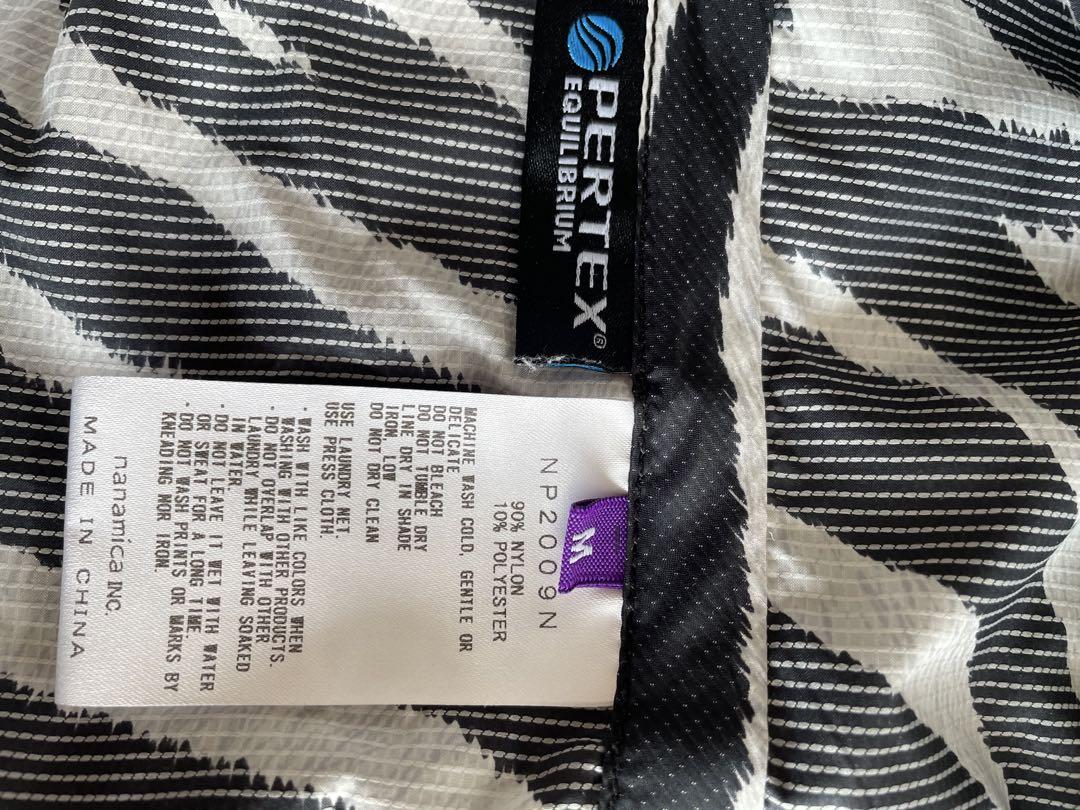 PERTEX®
EQUILIBRIUM
M
NP2009N
90% NYLON
10% POLYESTER
MACHINE WASH COLD, GENTLE OR
DELICATE
DO NOT BLEACH
DO NOT TUMBLE DRY
LINE DRY IN SHADE
IRON, LOW
DO NOT DRY CLEAN
USE LAUNDRY NET.
USE PRESS CLOTH
・WASH WITH LIKE COLORS WHEN
WASHING WITH OTHER PRODUCTS.
・DO NOT OVERLAP WITH OTHER
LAUNDRY WHILE LEAVING SOAKED
IN WATER.
・DO NOT LEAVE IT WET WITH WATER
OR SWEAT FOR A LONG TIME.
・DO NOT WASH PRINTS OR MARKS BY
KNEADING NOR IRON.
nanamica INC.
MADE IN CHINA